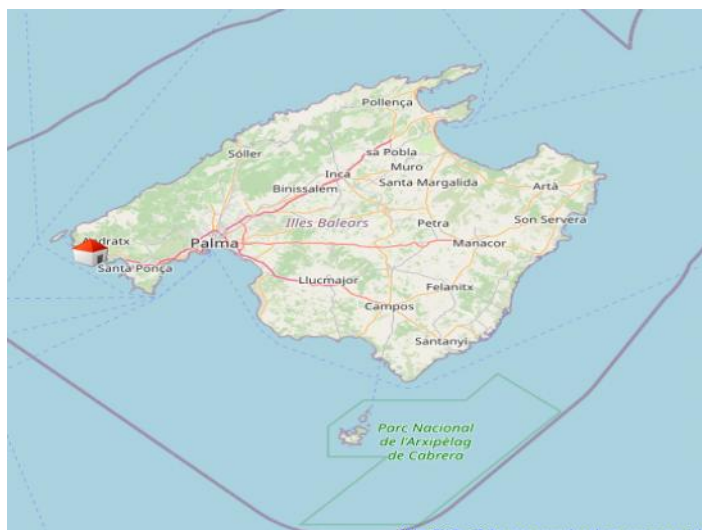 Pollença
sa Pobla
Sóller
Muro
Inca
Binissalem
Santa Margalida
Artà
Illes Balears
Petra
Son Servera
Palma
Manacor
Santa Ponça
Llucmajor
Felanitx
Campos
Santanyí
Parc Nacional
de l'Arxipèlag
de Cabrera